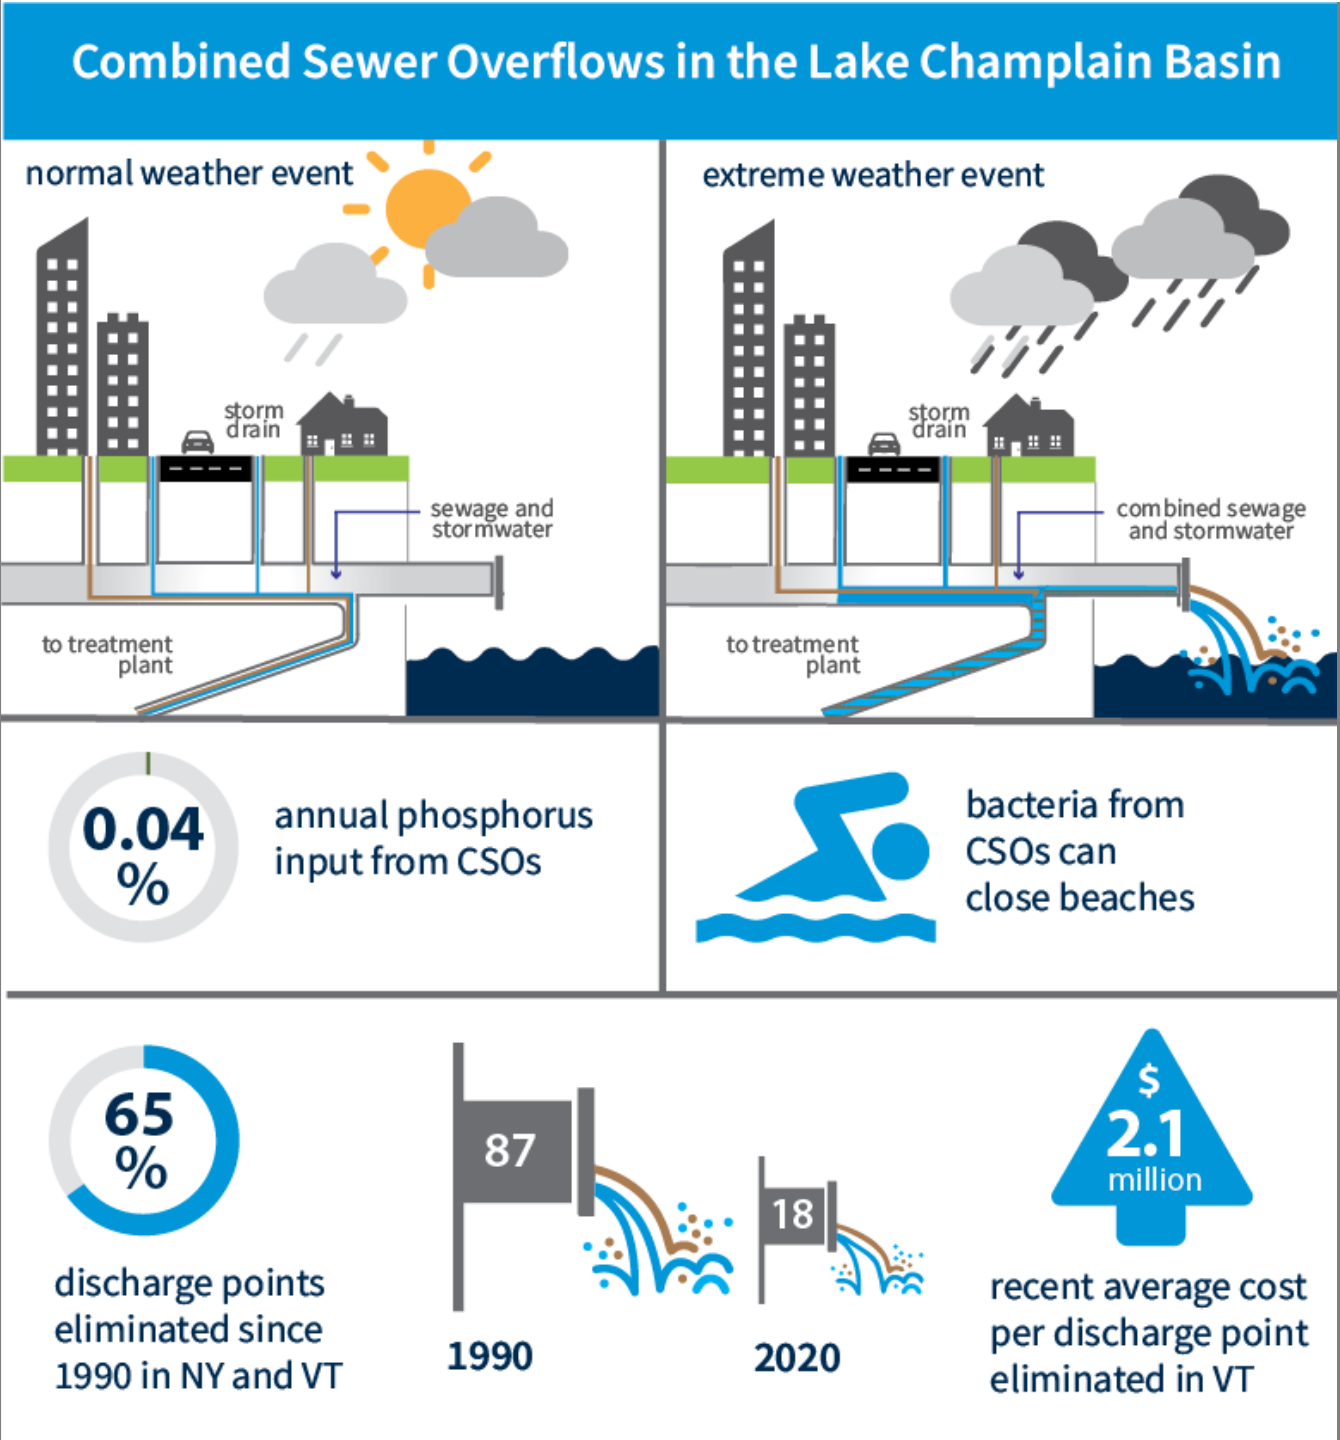 Combined Sewer Overflows in the Lake Champlain Basin
normal weather event
storm
drain
sewage and
stormwater
to treatment
plant
extreme weather event
storm
drain
combined sewage
and stormwater
to treatment
plant
0.04
%
annual phosphorus
input from CSOs
bacteria from
CSOs can
close beaches
65
%
discharge points
eliminated since
1990 in NY and VT
87
1990
18
2020
$
2.1
million
recent average cost
per discharge point
eliminated in VT